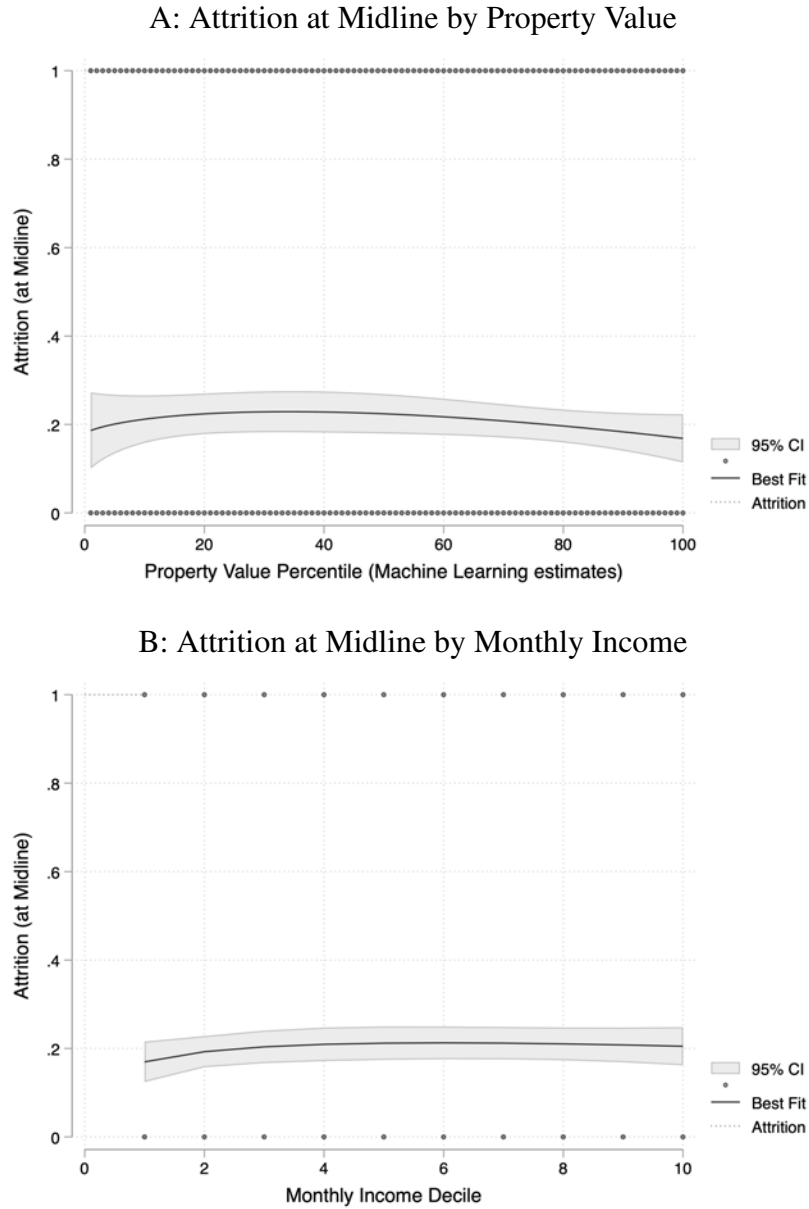 A: Attrition at Midline by Property Value
1
.8
.6
.4
.2
0
Attrition (at Midline)
0 20 40 60 80 100
Property Value Percentile (Machine Learning estimates)
95% CI
Best Fit
Attrition
B: Attrition at Midline by Monthly Income
1
.8
.6
.4
.2
0
Attrition (at Midline)
0 2 4 6 8 10
Monthly Income Decile
95% CI
Best Fit
Attrition